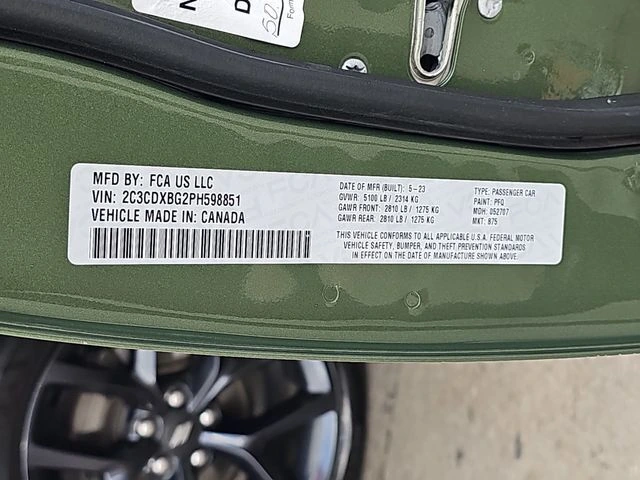 50.
Form
MFD BY: FCA US LLC
VIN: 2C3CDXBG2PH598851
VEHICLE MADE IN: CANADA
DATE OF MFR (BUILT): 5-23
GVWR: 5100 LB / 2314 KG
GAWR FRONT: 2810 LB / 1275 KG
GAWR REAR: 2810 LB / 1275 KG
TYPE: PASSENGER CAR
PAINT: PFQ
MDH: 052707
MKT: 875
THIS VEHICLE CONFORMS TO ALL APPLICABLE U.S.A. FEDERAL MOTOR
VEHICLE SAFETY, BUMPER, AND THEFT PREVENTION STANDARDS
IN EFFECT ON THE DATE OF MANUFACTURE SHOWN ABOVE.